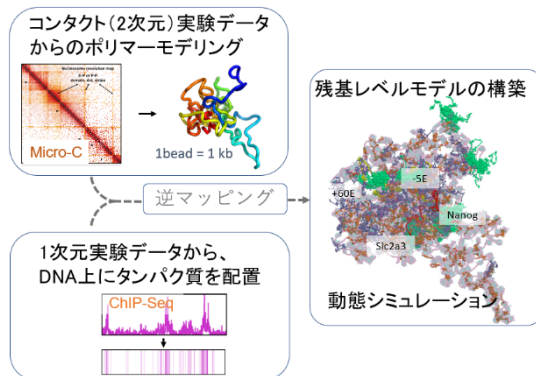 コンタクト(2次元)実験データ
からのポリマーモデリング
Micro-C
1bead = 1 kb
逆マッピング
1次元実験データから、
DNA上にタンパク質を配置
ChIP-Seq
残基レベルモデルの構築
-5E
+60E
Nanog
Slc2a3
動態シミュレーション